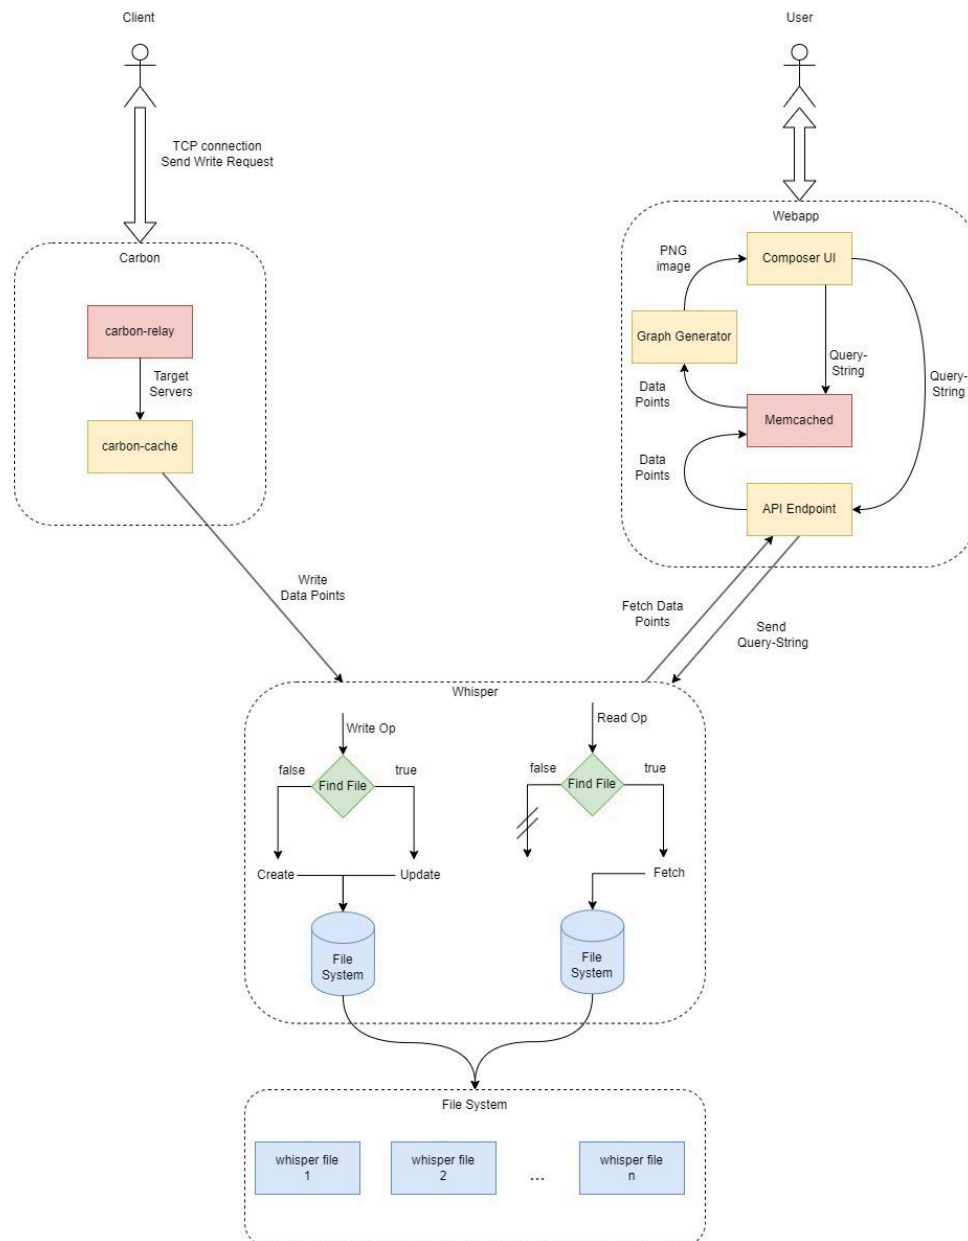 Client
User
TCP connection
Send Write Request
Carbon
carbon-relay
Target
Servers
carbon-cache
Webapp
PNG
image
Composer UI
Graph Generator
Query-
String
Query-
String
Data
Points
Memcached
Data
Points
API Endpoint
Write
Data Points
Fetch Data
Points
Send
Query-String
Whisper
Write Op
false
true
Find File
Create
Update
File
System
Read Op
false
true
Find File
Fetch
File
System
File System
whisper file
1
whisper file
2
...
whisper file
n